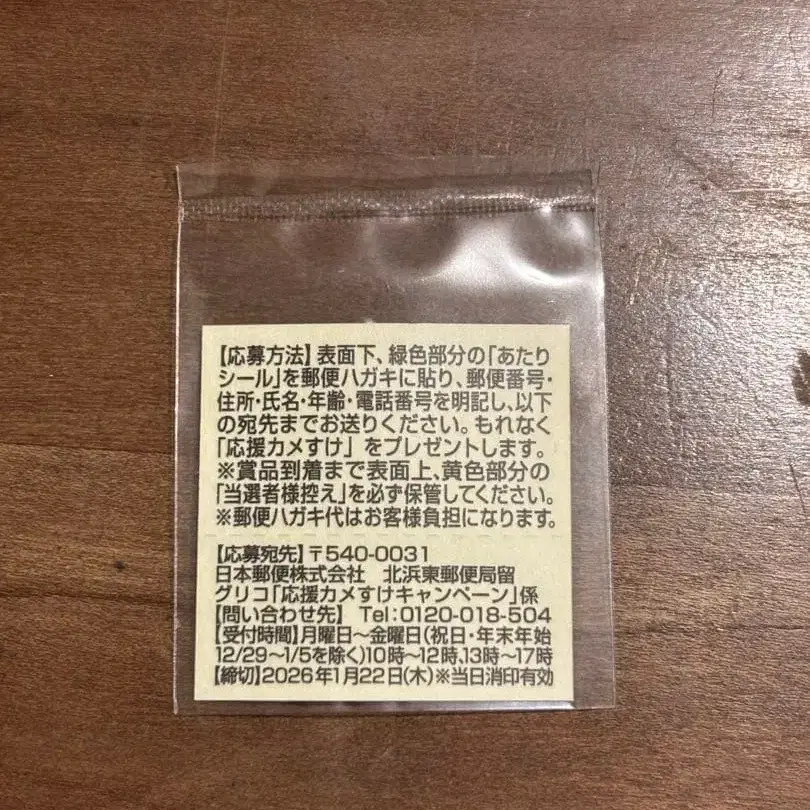 【応募方法】表面下、緑色部分の「あたり
シール」を郵便ハガキに貼り、郵便番号・
住所・氏名・年齢・電話番号を明記し、以下
の宛先までお送りください。もれなく
「応援カメすけ」をプレゼントします。
※賞品到着まで表面上、黄色部分の
「当選者様控え」を必ず保管してください。
※郵便ハガキ代はお客様負担になります。
【応募宛先】〒540-0031
日本郵便株式会社 北浜東郵便局留
グリコ「応援カメすけキャンペーン」係
【問い合わせ先】 Tel:0120-018-504
【受付時間】月曜日~金曜日(祝日・年末年始
12/29~1/5を除く)10時~12時、13時~17時
【締切】2026年1月22日(木)※当日消印有効